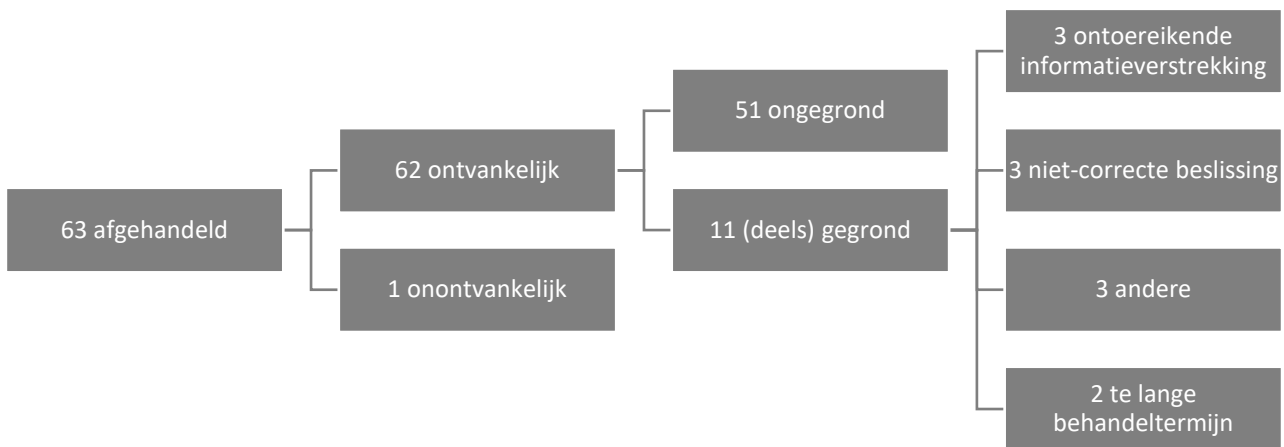 63 afgehandeld
62 ontvankelijk
1 onontvankelijk
51 ongegrond
11 (deels) gegrond
3 ontoereikende
informatieverstrekking
3 niet-correcte beslissing
3 andere
2 te lange
behandeltermijn